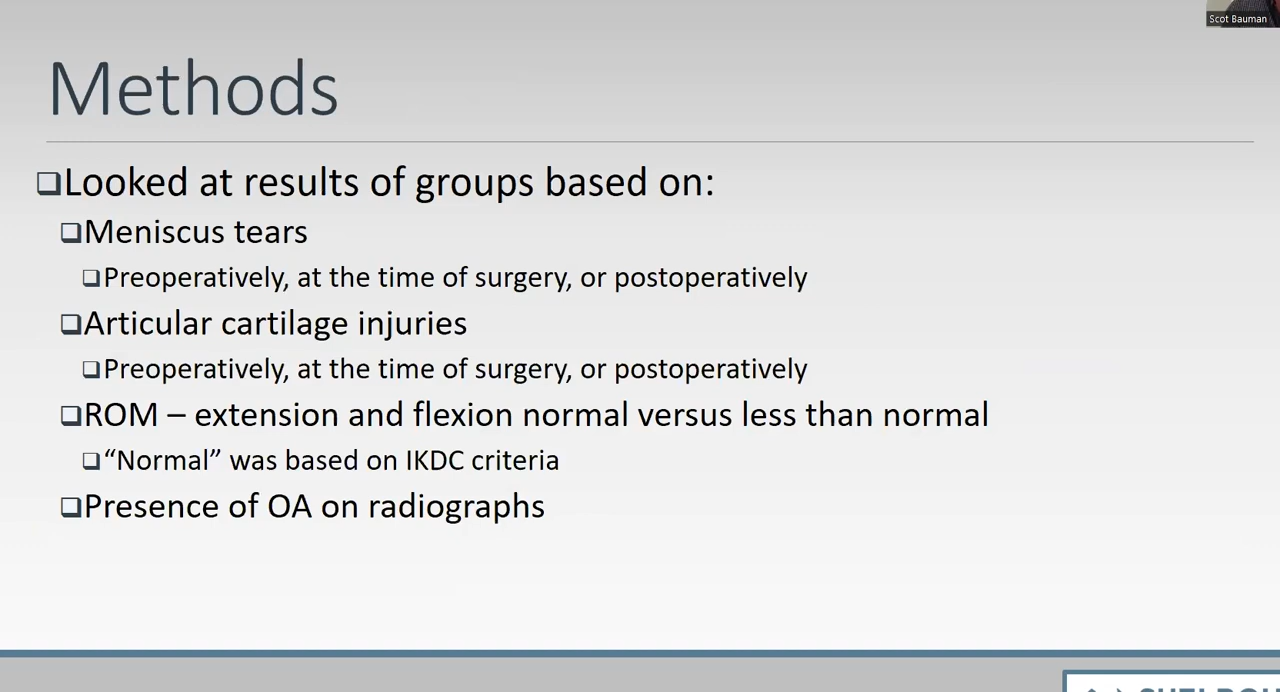 Scot Bauman
Methods
Looked at results of groups based on:
Meniscus tears
Preoperatively, at the time of surgery, or postoperatively
Articular cartilage injuries
Preoperatively, at the time of surgery, or postoperatively
ROM – extension and flexion normal versus less than normal
“Normal” was based on IKDC criteria
Presence of OA on radiographs